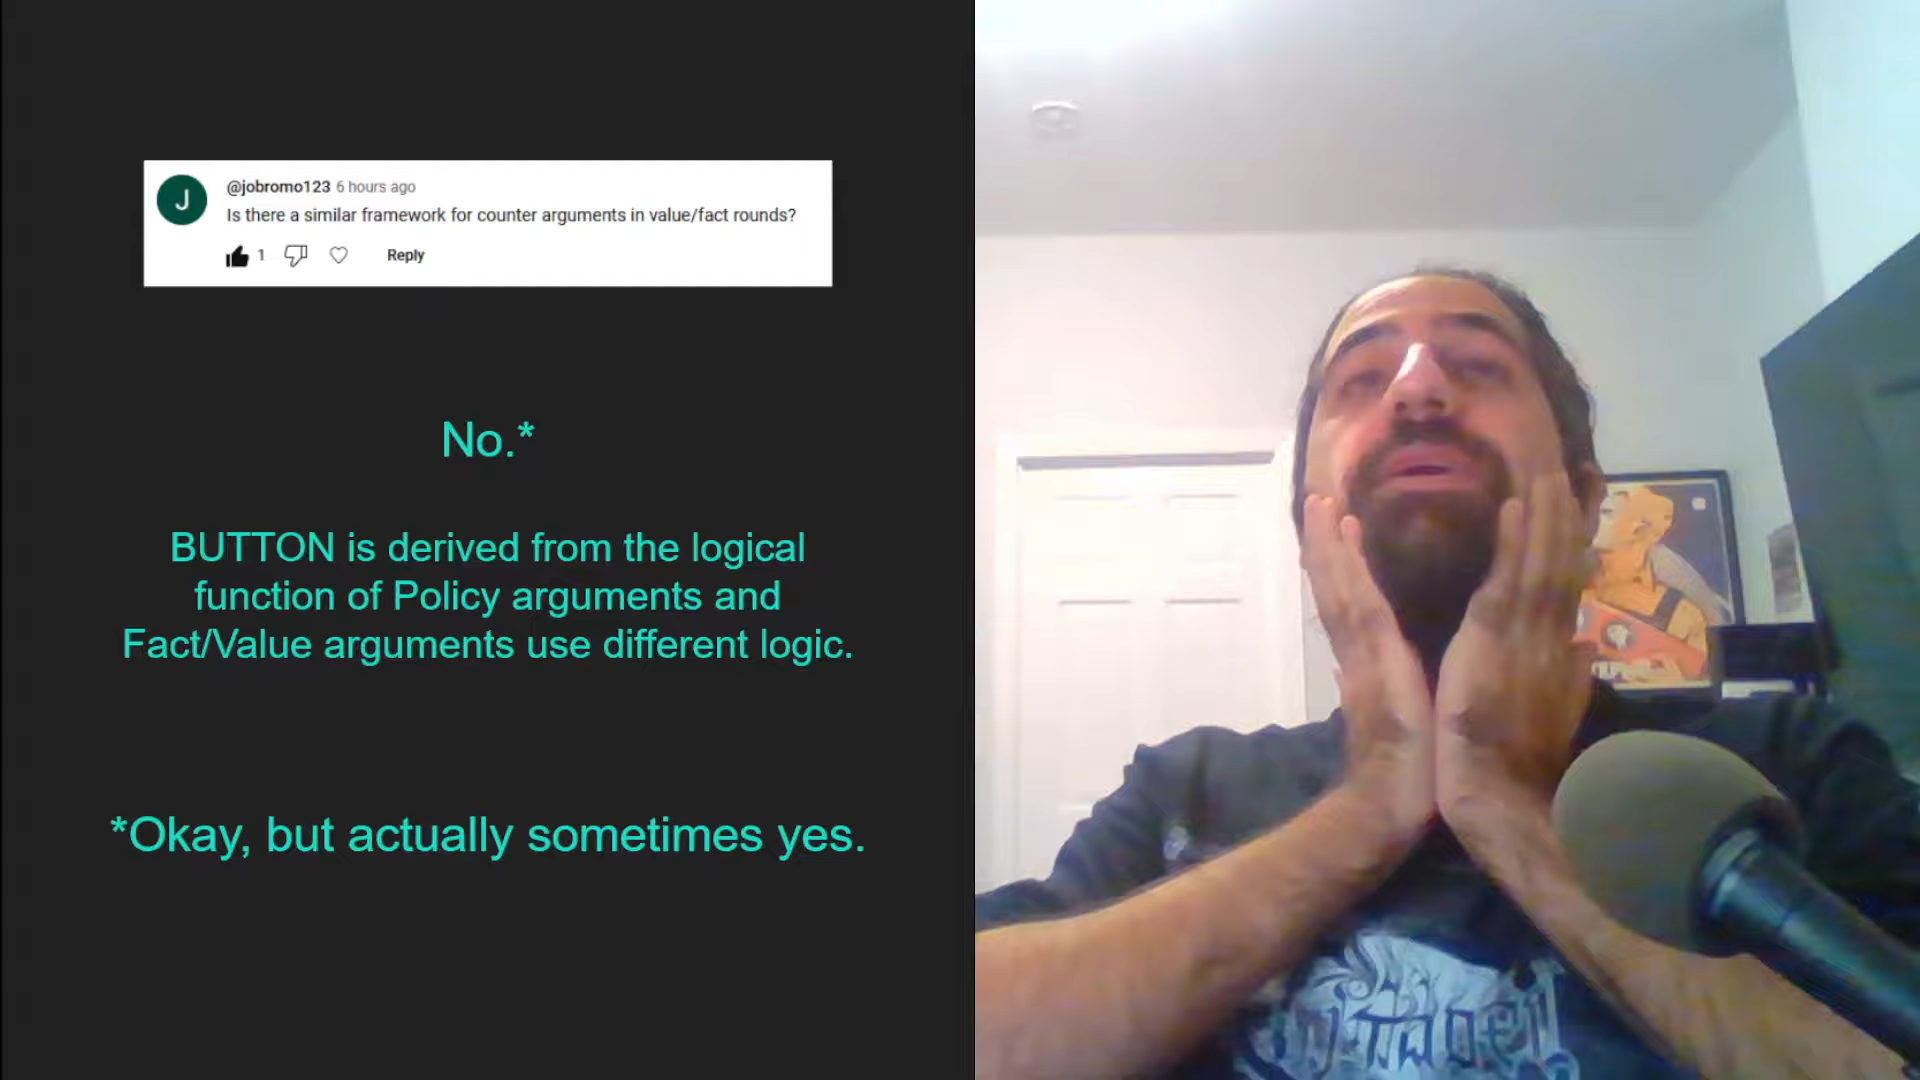 J
@jobromo123 6 hours ago
Is there a similar framework for counter arguments in value/fact rounds?
1
Reply
No.*
BUTTON is derived from the logical
function of Policy arguments and
Fact/Value arguments use different logic.
*Okay, but actually sometimes yes.